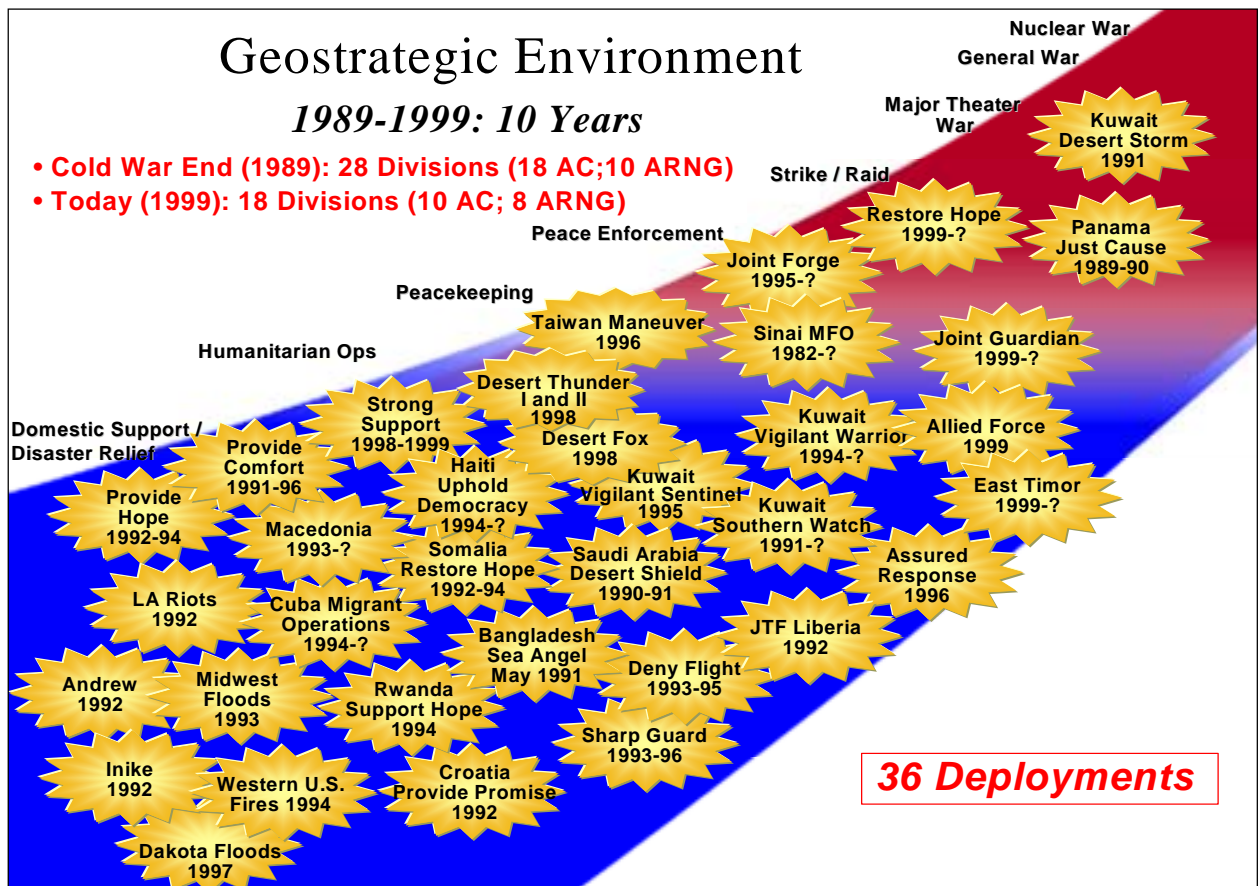 Geostrategic Environment
1989-1999: 10 Years
• Cold War End (1989): 28 Divisions (18 AC;10 ARNG)
• Today (1999): 18 Divisions (10 AC; 8 ARNG)
Nuclear War
General War
Major Theater
War
Strike / Raid
Peace Enforcement
Peacekeeping
Humanitarian Ops
Domestic Support /
Disaster Relief
Kuwait
Desert Storm
1991
Restore Hope
1999-?
Panama
Just Cause
1989-90
Joint Forge
1995-?
Taiwan Maneuver
1996
Sinai MFO
1982-?
Joint Guardian
1999-?
Desert Thunder
I and II
1998
Strong
Support
1998-1999
Desert Fox
1998
Kuwait
Vigilant Warrior
1994-?
Allied Force
1999
Provide
Comfort
1991-96
Haiti
Uphold
Democracy
1994-?
Kuwait
Vigilant Sentinel
1995
Kuwait
Southern Watch
1991-?
East Timor
1999-?
Provide
Hope
1992-94
Macedonia
1993-?
Somalia
Restore Hope
1992-94
Saudi Arabia
Desert Shield
1990-91
Assured
Response
1996
LA Riots
1992
Cuba Migrant
Operations
1994-?
Bangladesh
Sea Angel
May 1991
JTF Liberia
1992
Andrew
1992
Midwest
Floods
1993
Rwanda
Support Hope
1994
Deny Flight
1993-95
Sharp Guard
1993-96
Inike
1992
Western U.S.
Fires 1994
Croatia
Provide Promise
1992
Dakota Floods
1997
36 Deployments